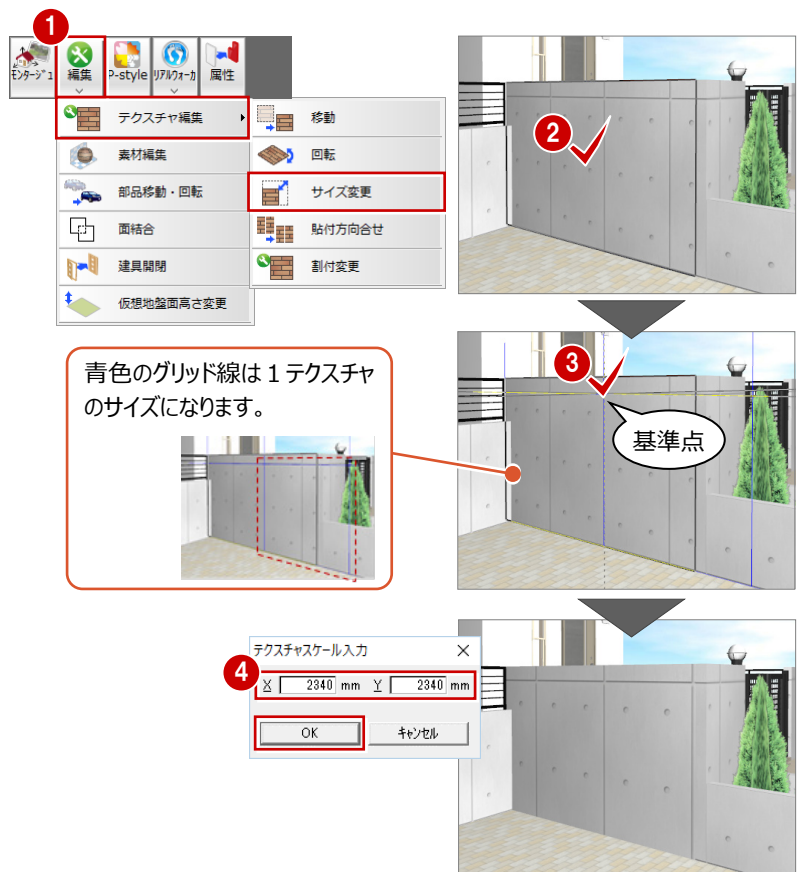 1
モンタージュ 編集 P-style リアルウォーカ 属性
テクスチャ編集
素材編集
部品移動・回転
面結合
建具開閉
仮想地盤面高さ変更
移動
回転
サイズ変更
貼付方向合せ
割付変更
2
青色のグリッド線は1テクスチャ
のサイズになります。
3
基準点
テクスチャスケール入力
4
X 2340 mm Y 2340 mm
OK キャンセル